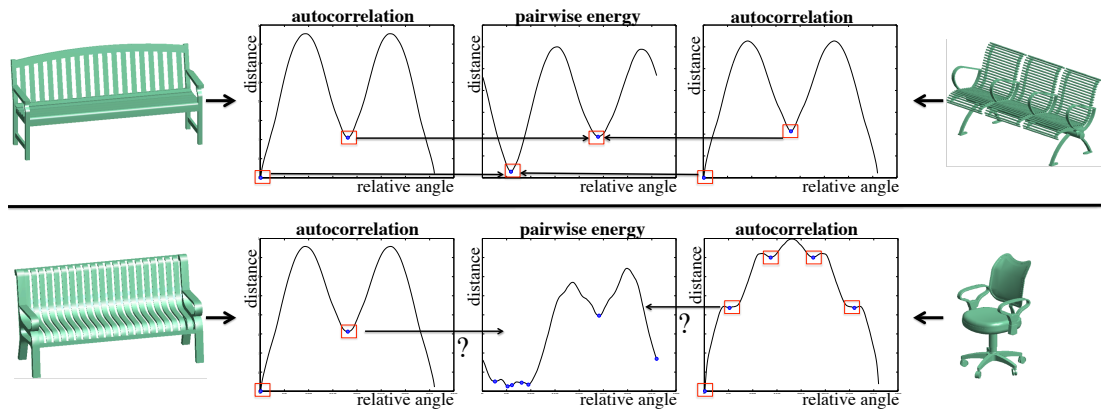 autocorrelation
pairwise energy
autocorrelation
distance
distance
distance
relative angle
relative angle
relative angle
autocorrelation
pairwise energy
autocorrelation
distance
distance
distance
?
?
relative angle
relative angle
relative angle